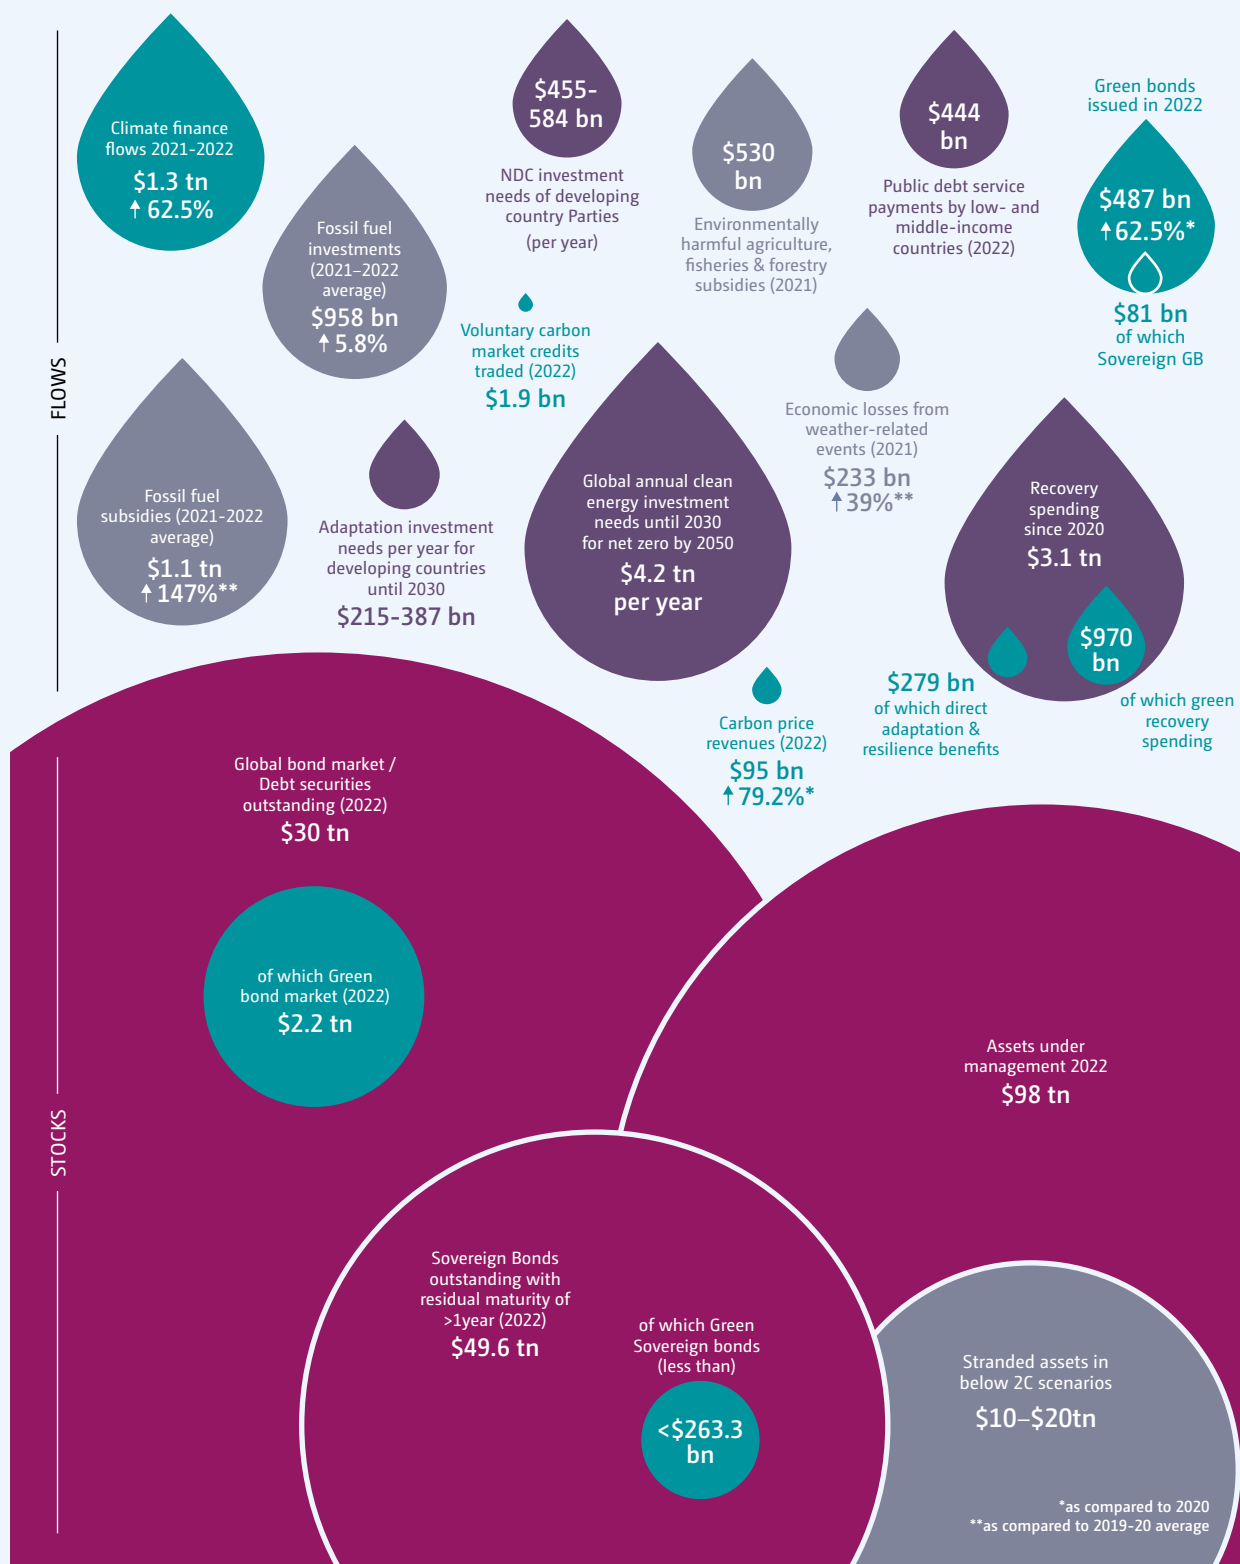 FLOWS
Climate finance
flows 2021-2022
$1.3 tn
↑ 62.5%
Fossil fuel
investments
(2021–2022
average)
$958 bn
↑ 5.8%
$455-
584 bn
NDC investment
needs of developing
country Parties
(per year)
$530
bn
Environmentally
harmful agriculture,
fisheries & forestry
subsidies (2021)
$444
bn
Public debt service
payments by low- and
middle-income
countries (2022)
Green bonds
issued in 2022
$487 bn
↑62.5%*
$81 bn
of which
Sovereign GB
Voluntary carbon
market credits
traded (2022)
$1.9 bn
Fossil fuel
subsidies (2021-2022
average)
$1.1 tn
↑ 147%**
Adaptation investment
needs per year for
developing countries
until 2030
$215-387 bn
Global annual clean
energy investment
needs until 2030
for net zero by 2050
$4.2 tn
per year
Economic losses from
weather-related
events (2021)
$233 bn
↑39%**
Recovery
spending
since 2020
$3.1 tn
$970
bn
of which green
recovery
spending
$279 bn
of which direct
adaptation &
resilience benefits
Carbon price
revenues (2022)
$95 bn
↑79.2%*
STOCKS
Global bond market /
Debt securities
outstanding (2022)
$30 tn
of which Green
bond market (2022)
$2.2 tn
Assets under
management 2022
$98 tn
Sovereign Bonds
outstanding with
residual maturity of
>1year (2022)
$49.6 tn
of which Green
Sovereign bonds
(less than)
<$263.3
bn
Stranded assets in
below 2C scenarios
$10–$20tn
*as compared to 2020
**as compared to 2019-20 average